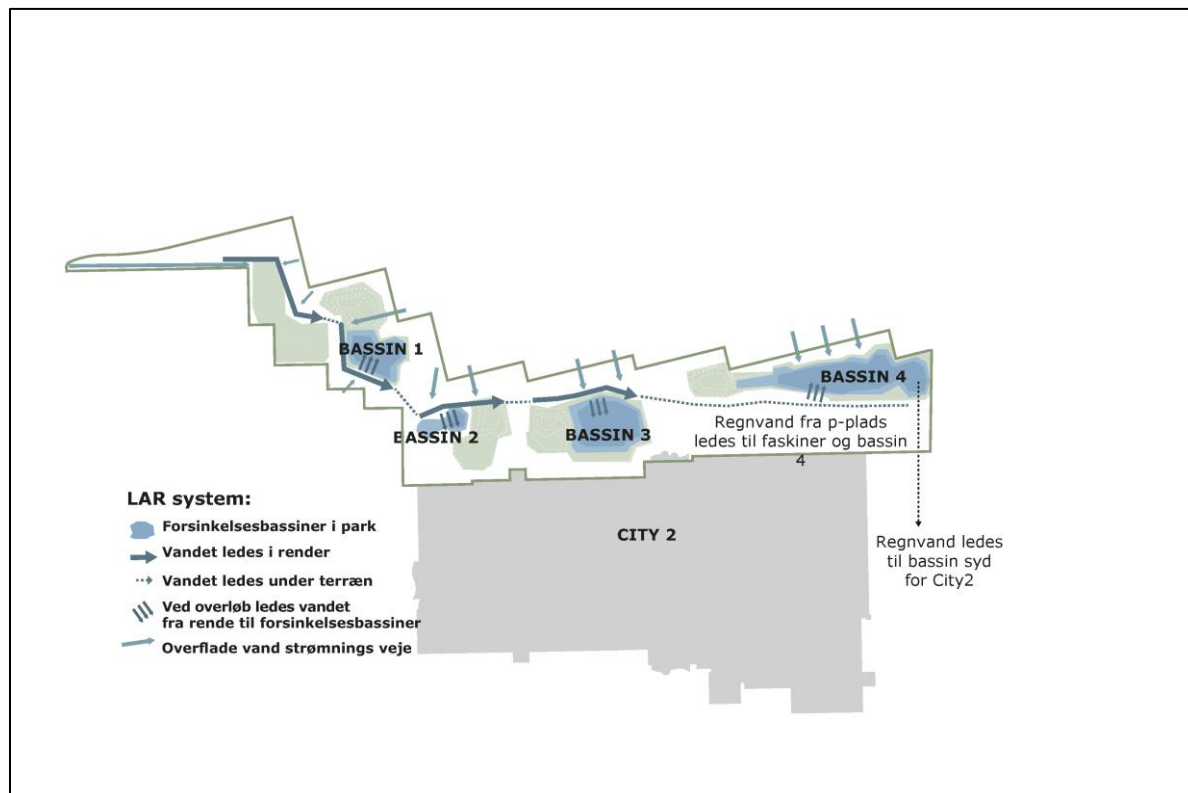 BASSIN 1
BASSIN 4
BASSIN 2
BASSIN 3
Regnvand fra p-plads
ledes til faskiner og bassin
4
LAR system:
Forsinkelsesbassiner i park
Vandet ledes i render
Vandet ledes under terræn
Ved overløb ledes vandet
fra rende til forsinkelsesbassiner
Overflade vand strømnings veje
CITY 2
Regnvand ledes
til bassin syd
for City2